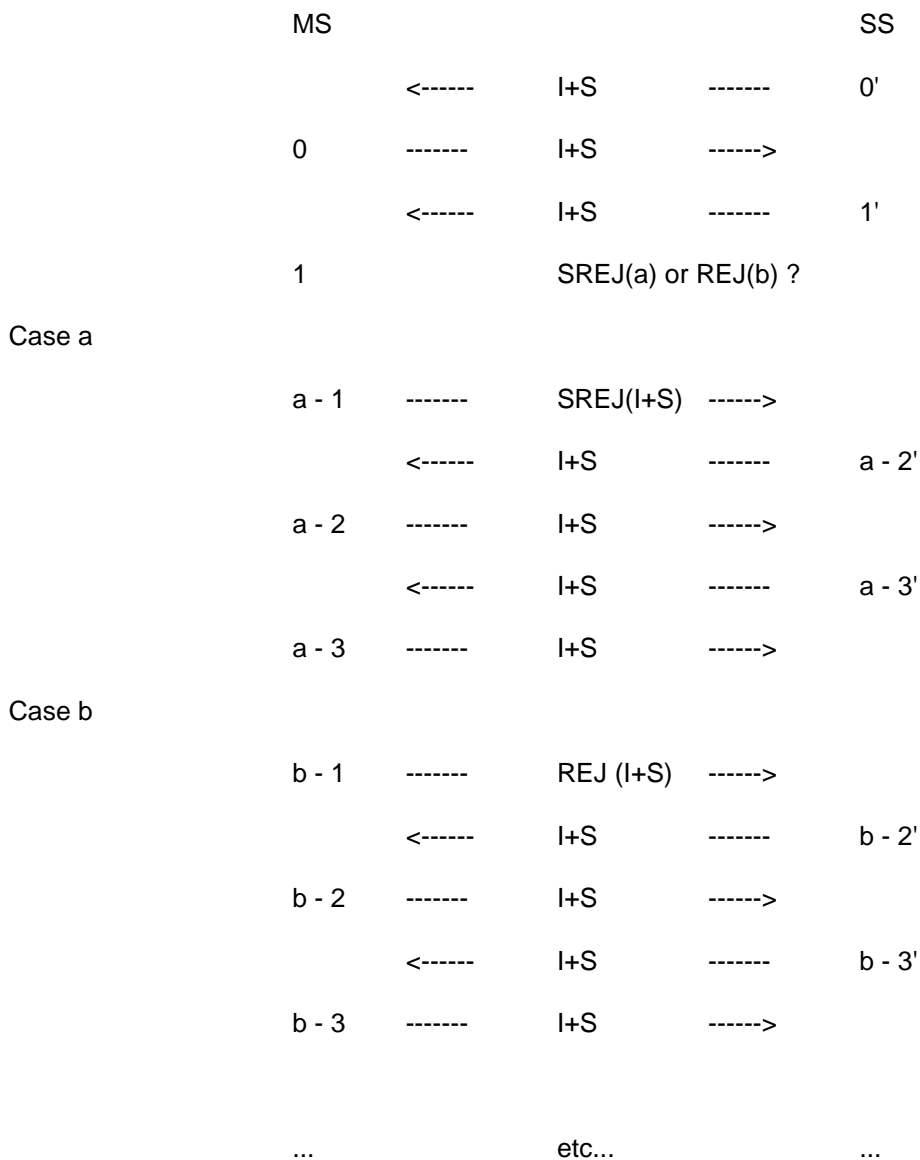 MS SS
<------ I+S ------- 0'
0 ------- I+S ------>
<------ I+S ------- 1'
1 SREJ(a) or REJ(b) ?
Case a
a - 1 ------- SREJ(I+S) ------>
<------ I+S ------- a - 2'
a - 2 ------- I+S ------>
<------ I+S ------- a - 3'
a - 3 ------- I+S ------>
Case b
b - 1 ------- REJ (I+S) ------>
<------ I+S ------- b - 2'
b - 2 ------- I+S ------>
<------ I+S ------- b - 3'
b - 3 ------- I+S ------>
... etc... ...